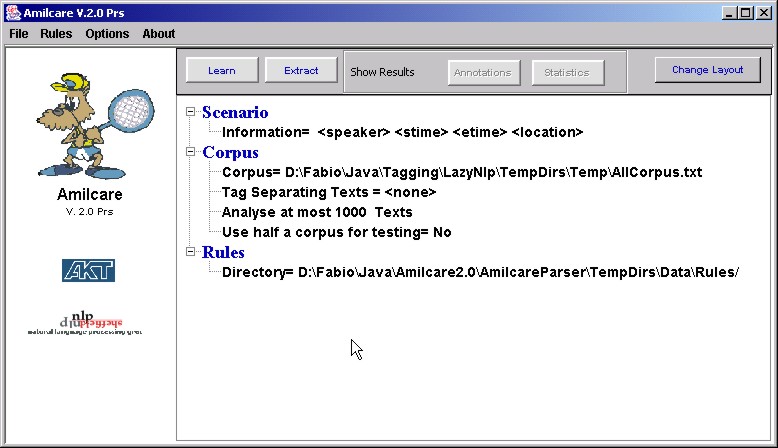 Amilcare V.2.0 Prs
File Rules Options About
Learn Extract Show Results Annotations Statistics Change Layout
Scenario
Information= <speaker> <stime> <etime> <location>
Corpus
Corpus= D:\Fabio\Java\Tagging\LazyNlp\TempDirs\Temp\AllCorpus.txt
Tag Separating Texts = <none>
Analyse at most 1000 Texts
Use half a corpus for testing= No
Rules
Directory= D:\Fabio\Java\Amilcare2.0\AmilcareParser\TempDirs\Data\Rules/
Amilcare
V. 2.0 Prs
AKT
nlp
sheffield nlp
natural language processing